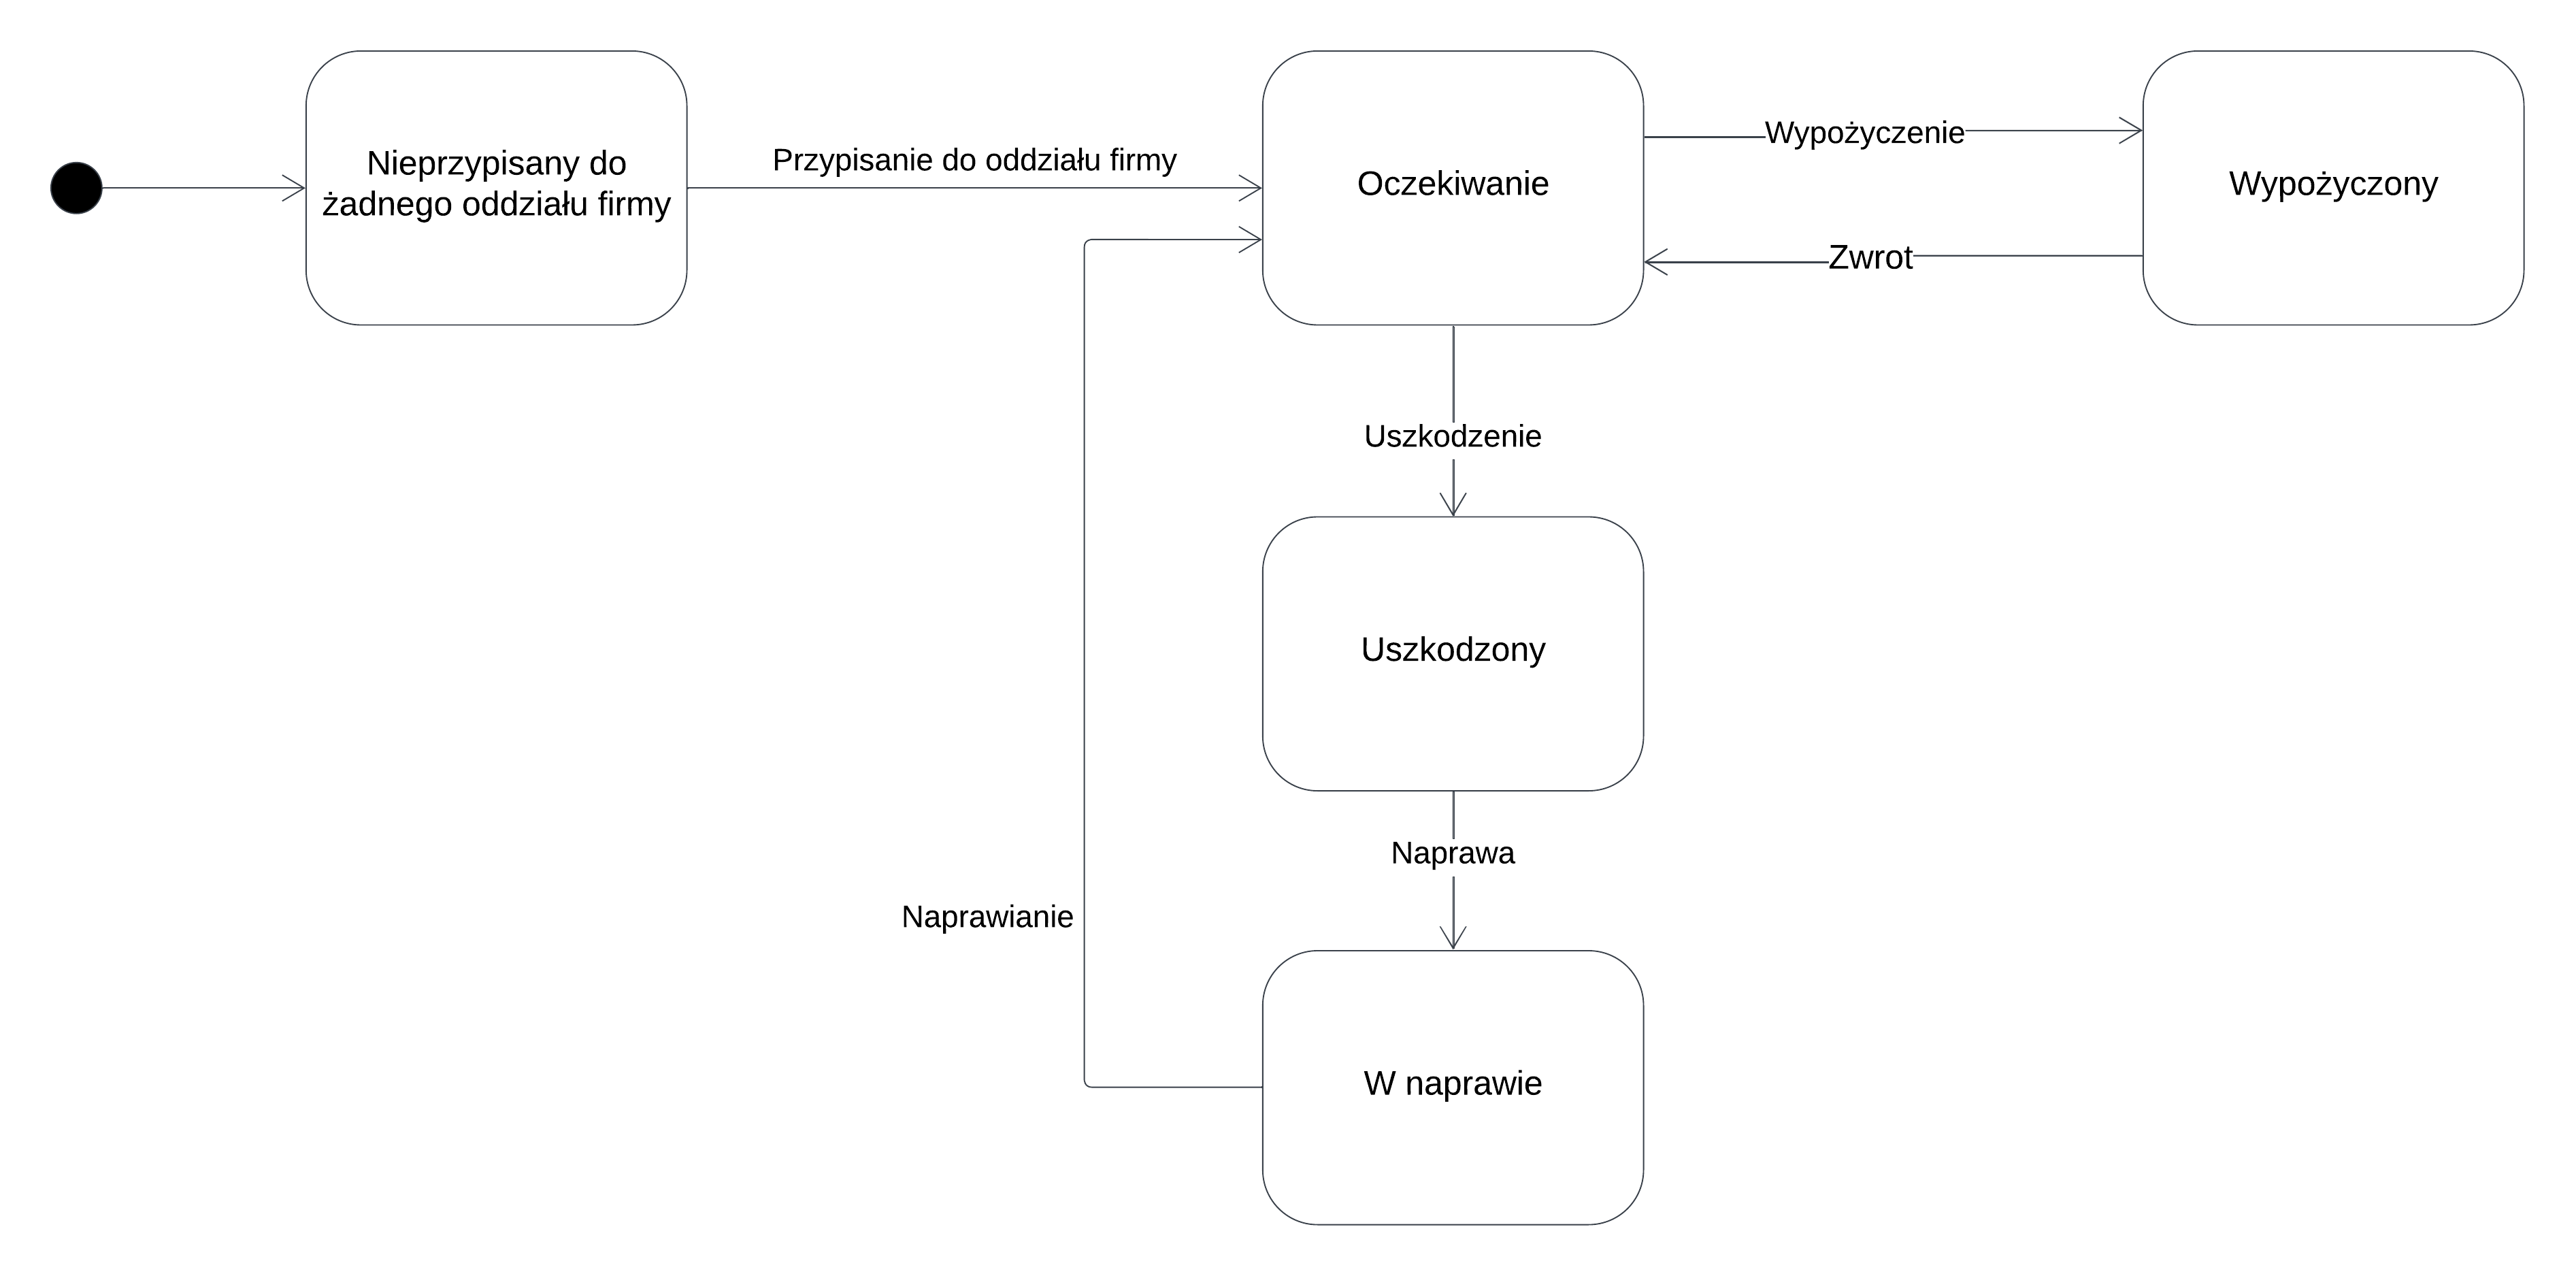 Nieprzypisany do
żadnego oddziału firmy
Przypisanie do oddziału firmy
Oczekiwanie
Wypożyczenie
Wypożyczony
Zwrot
Uszkodzenie
Uszkodzony
Naprawa
Naprawianie
W naprawie